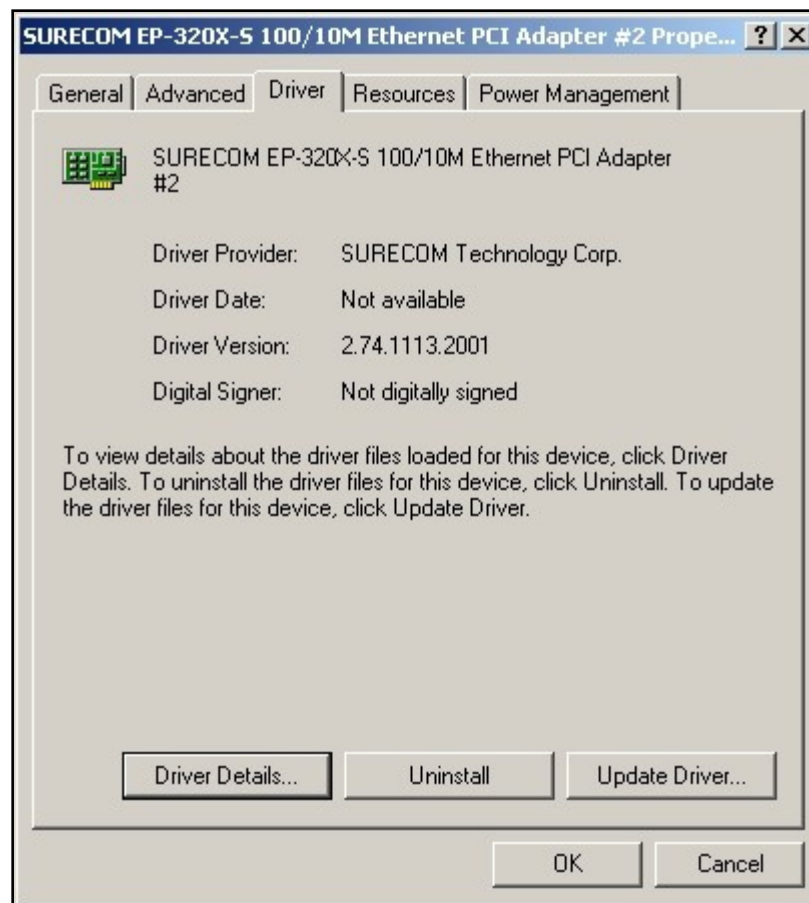 SURECOM EP-320X-S 100/10M Ethernet PCI Adapter #2 Prope...
General Advanced Driver Resources Power Management
SURECOM EP-320X-S 100/10M Ethernet PCI Adapter
#2
Driver Provider: SURECOM Technology Corp.
Driver Date: Not available
Driver Version: 2.74.1113.2001
Digital Signer: Not digitally signed
To view details about the driver files loaded for this device, click Driver
Details. To uninstall the driver files for this device, click Uninstall. To update
the driver files for this device, click Update Driver.
Driver Details... Uninstall Update Driver...
OK Cancel